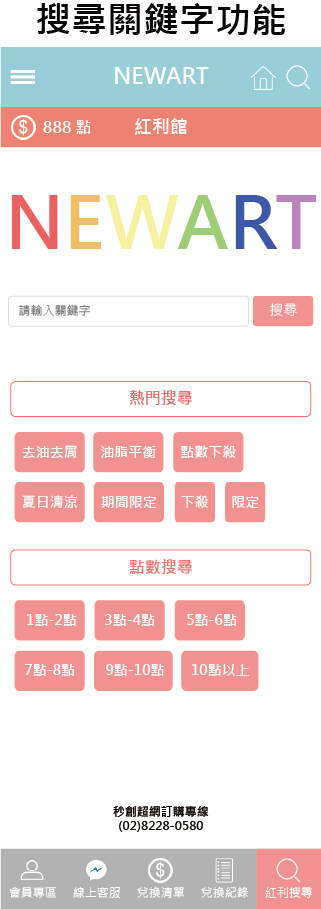 搜尋關鍵字功能
NEWART
888 點 紅利館
NEWART
請輸入關鍵字 搜尋
熱門搜尋
去油去屑 油脂平衡 點數下殺
夏日清涼 期間限定 下殺 限定
點數搜尋
1點-2點 3點-4點 5點-6點
7點-8點 9點-10點 10點以上
秒創超網訂購專線
(02)8228-0580
會員專區 線上客服 兌換清單 兌換紀錄 紅利搜尋